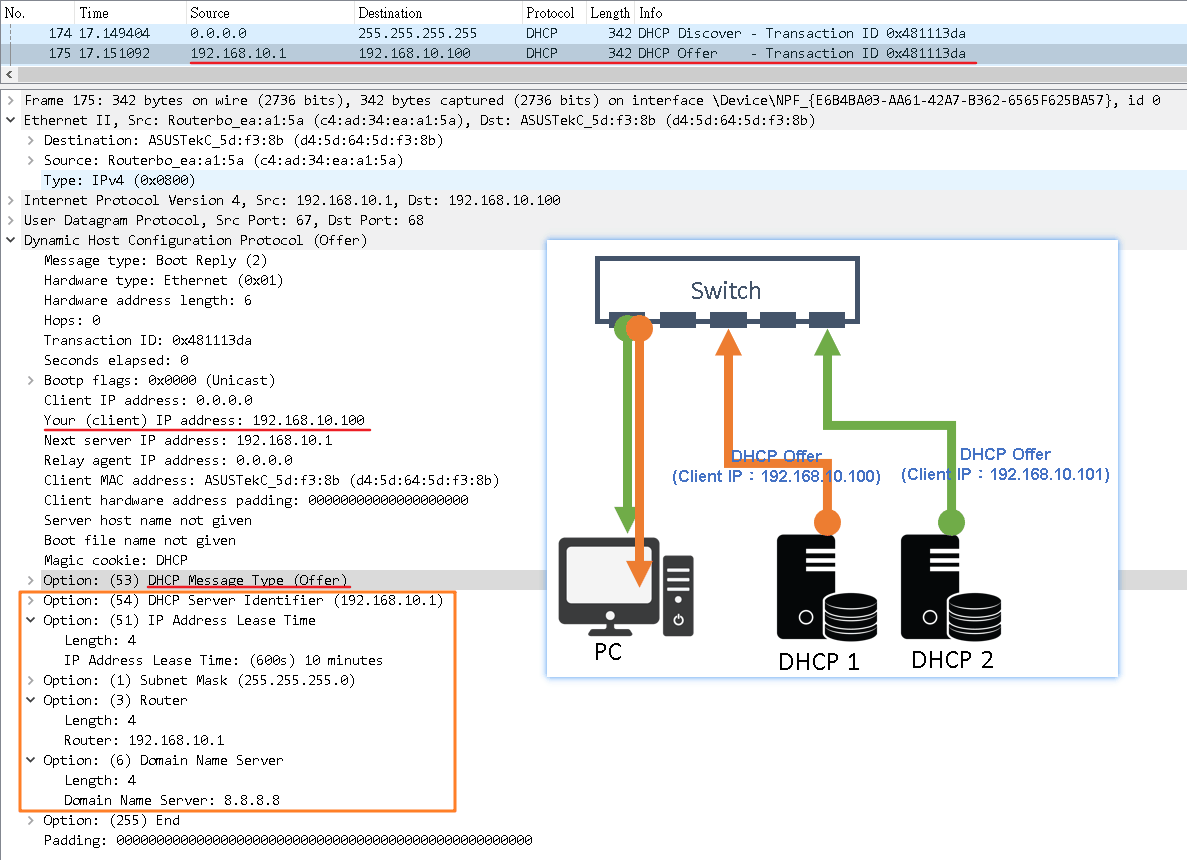 No. Time Source Destination Protocol Length Info
174 17.149404 0.0.0.0 255.255.255.255 DHCP 342 DHCP Discover - Transaction ID 0x481113da
175 17.151092 192.168.10.1 192.168.10.100 DHCP 342 DHCP Offer - Transaction ID 0x481113da
Frame 175: 342 bytes on wire (2736 bits), 342 bytes captured (2736 bits) on interface \Device\NPF_{E6B4BA03-AA61-42A7-B362-6565F625BA57}, id 0
Ethernet II, Src: Routerbo_ea:a1:5a (c4:ad:34:ea:a1:5a), Dst: ASUSTekC_5d:f3:8b (d4:5d:64:5d:f3:8b)
Destination: ASUSTekC_5d:f3:8b (d4:5d:64:5d:f3:8b)
Source: Routerbo_ea:a1:5a (c4:ad:34:ea:a1:5a)
Type: IPv4 (0x0800)
Internet Protocol Version 4, Src: 192.168.10.1, Dst: 192.168.10.100
User Datagram Protocol, Src Port: 67, Dst Port: 68
Dynamic Host Configuration Protocol (Offer)
Message type: Boot Reply (2)
Hardware type: Ethernet (0x01)
Hardware address length: 6
Hops: 0
Transaction ID: 0x481113da
Seconds elapsed: 0
Bootp flags: 0x0000 (Unicast)
Client IP address: 0.0.0.0
Your (client) IP address: 192.168.10.100
Next server IP address: 192.168.10.1
Relay agent IP address: 0.0.0.0
Client MAC address: ASUSTekC_5d:f3:8b (d4:5d:64:5d:f3:8b)
Client hardware address padding: 00000000000000000000
Server host name not given
Boot file name not given
Magic cookie: DHCP
Option: (53) DHCP Message Type (Offer)
Option: (54) DHCP Server Identifier (192.168.10.1)
Option: (51) IP Address Lease Time
Length: 4
IP Address Lease Time: (600s) 10 minutes
Option: (1) Subnet Mask (255.255.255.0)
Option: (3) Router
Length: 4
Router: 192.168.10.1
Option: (6) Domain Name Server
Length: 4
Domain Name Server: 8.8.8.8
Option: (255) End
Padding: 0000000000000000000000000000000000000000000000000000
Switch
DHCP Offer
(Client IP：192.168.10.100)
DHCP Offer
(Client IP：192.168.10.101)
PC
DHCP 1
DHCP 2